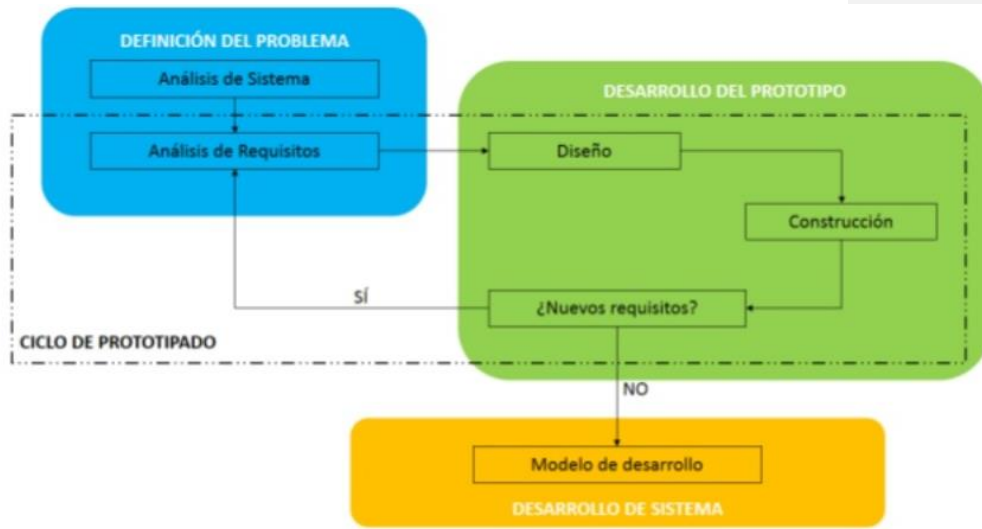 DEFINICIÓN DEL PROBLEMA
Análisis de Sistema
DESARROLLO DEL PROTOTIPO
Análisis de Requisitos
Diseño
Construcción
SÍ
¿Nuevos requisitos?
CICLO DE PROTOTIPADO
NO
Modelo de desarrollo
DESARROLLO DE SISTEMA